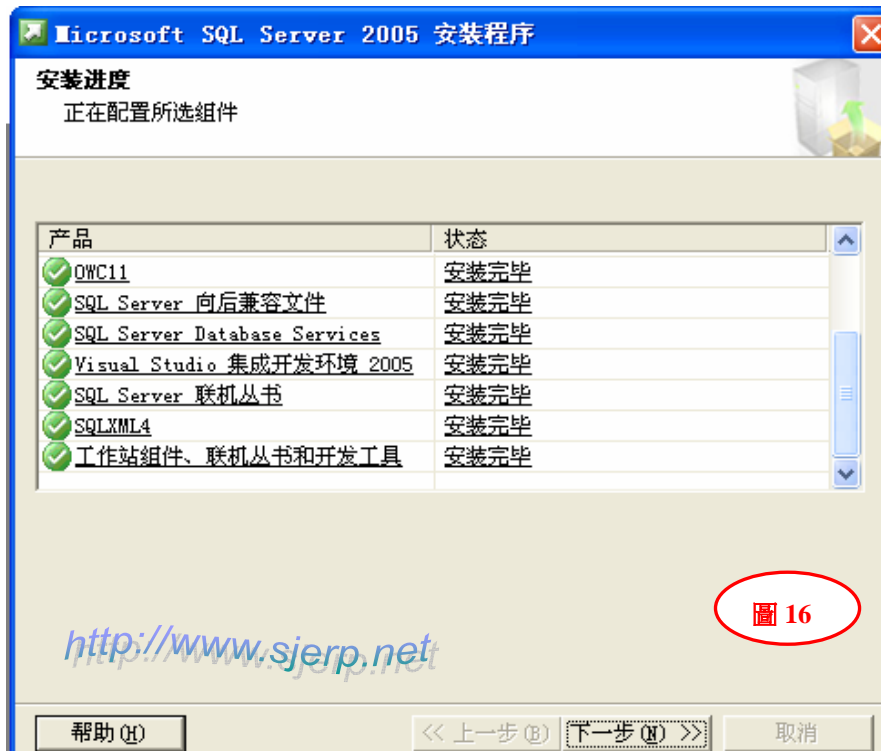 Microsoft SQL Server 2005 安装程序
安装进度
正在配置所选组件
产品 状态
OWC11 安装完毕
SQL Server 向后兼容文件 安装完毕
SQL Server Database Services 安装完毕
Visual Studio 集成开发环境 2005 安装完毕
SQL Server 联机丛书 安装完毕
SQLXML4 安装完毕
工作站组件、联机丛书和开发工具 安装完毕
圖 16
http://www.sjerp.net
帮助(H) << 上一步(B) 下一步(N) >> 取消